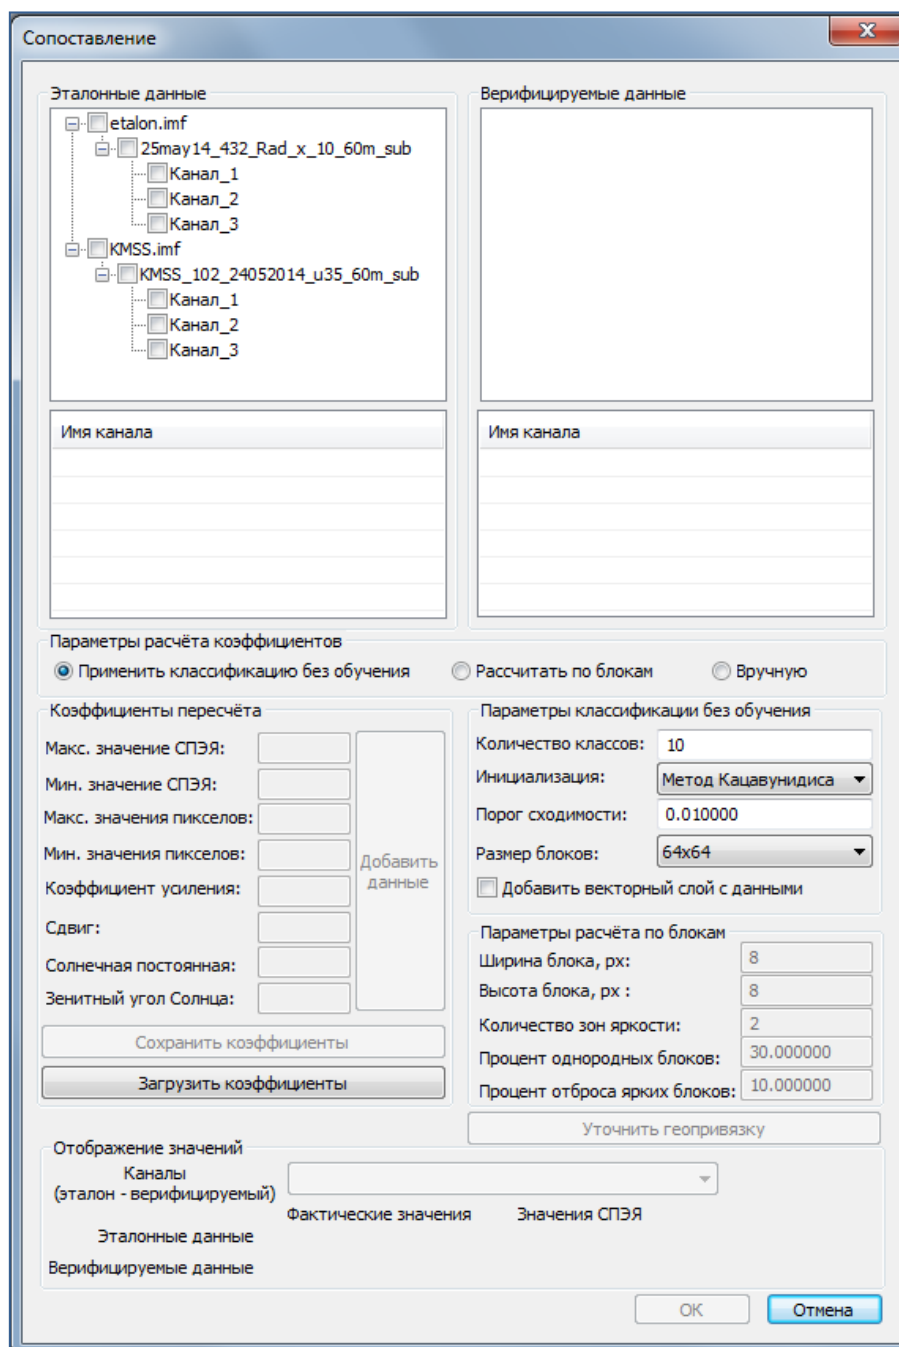 Сопоставление
Эталонные данные
etalon.imf
25may14_432_Rad_x_10_60m_sub
Канал_1
Канал_2
Канал_3
KMSS.imf
KMSS_102_24052014_u35_60m_sub
Канал_1
Канал_2
Канал_3
Имя канала
Верифицируемые данные
Имя канала
Параметры расчёта коэффициентов
Применить классификацию без обучения
Рассчитать по блокам
Вручную
Коэффициенты пересчёта
Макс. значение СПЭЯ:
Мин. значение СПЭЯ:
Макс. значения пикселов:
Мин. значения пикселов:
Коэффициент усиления:
Сдвиг:
Солнечная постоянная:
Зенитный угол Солнца:
Добавить
данные
Сохранить коэффициенты
Загрузить коэффициенты
Параметры классификации без обучения
Количество классов: 10
Инициализация: Метод Кацавунидиса
Порог сходимости: 0.010000
Размер блоков: 64x64
Добавить векторный слой с данными
Параметры расчёта по блокам
Ширина блока, px: 8
Высота блока, px : 8
Количество зон яркости: 2
Процент однородных блоков: 30.000000
Процент отброса ярких блоков: 10.000000
Уточнить геопривязку
Отображение значений
Каналы
(эталон - верифицируемый)
Фактические значения Значения СПЭЯ
Эталонные данные
Верифицируемые данные
OK
Отмена